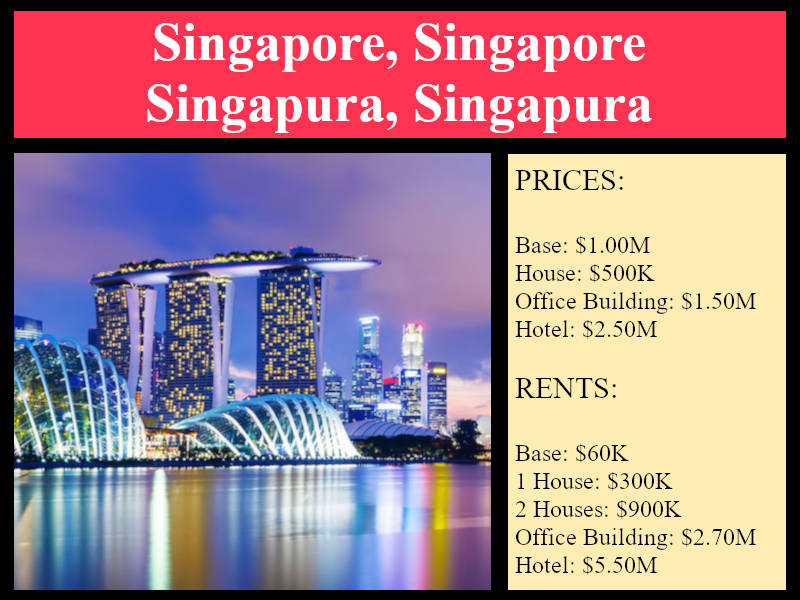 Singapore, Singapore
Singapura, Singapura
PRICES:
Base: $1.00M
House: $500K
Office Building: $1.50M
Hotel: $2.50M
RENTS:
Base: $60K
1 House: $300K
2 Houses: $900K
Office Building: $2.70M
Hotel: $5.50M